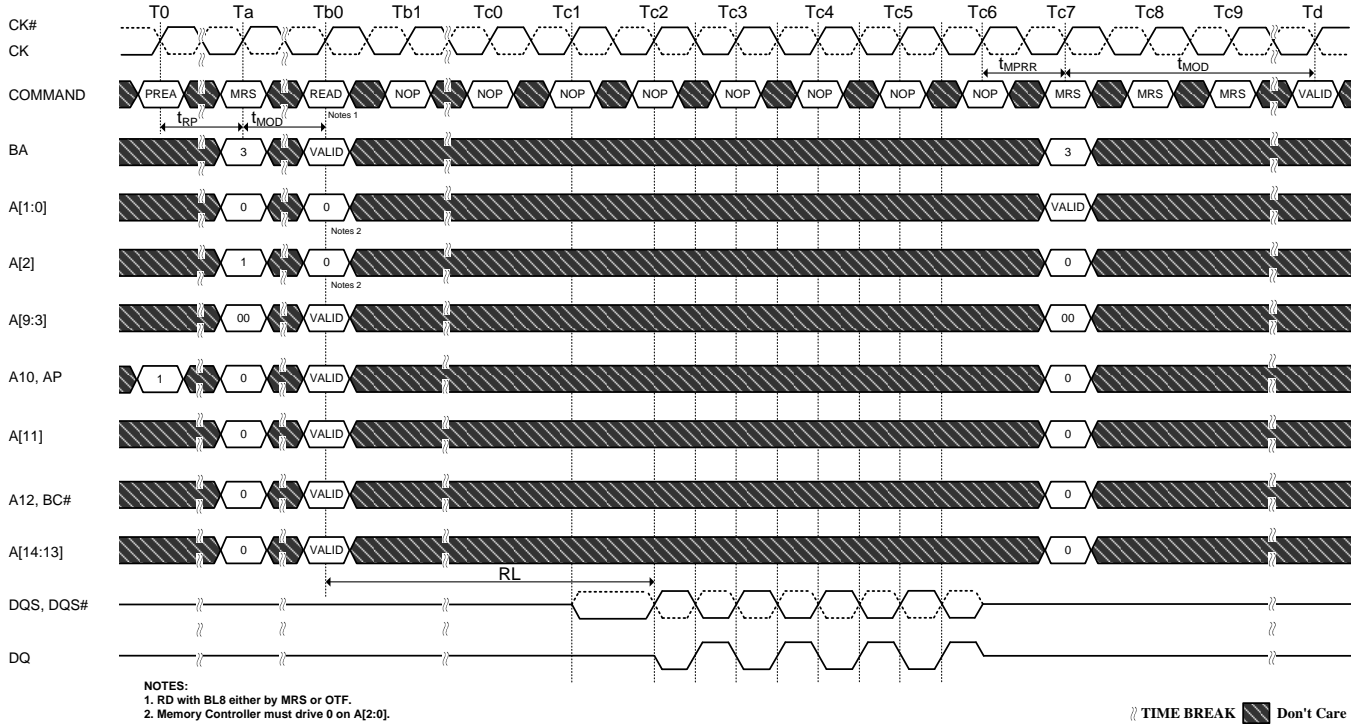 T0 Ta Tb0 Tb1 Tc0 Tc1 Tc2 Tc3 Tc4 Tc5 Tc6 Tc7 Tc8 Tc9 Td
CK#
CK
tMPRR tMOD
COMMAND PREA MRS READ NOP NOP NOP NOP NOP NOP NOP NOP MRS MRS MRS VALID
tRP tMOD Notes 1
BA 3 VALID 3
A[1:0] 0 0 VALID
Notes 2
A[2] 1 0 0
Notes 2
A[9:3] 00 VALID 00
A10, AP 1 0 VALID 0
A[11] 0 VALID 0
A12, BC# 0 VALID 0
A[14:13] 0 VALID 0
RL
DQS, DQS#
DQ
NOTES:
1. RD with BL8 either by MRS or OTF.
2. Memory Controller must drive 0 on A[2:0].
TIME BREAK Don't Care